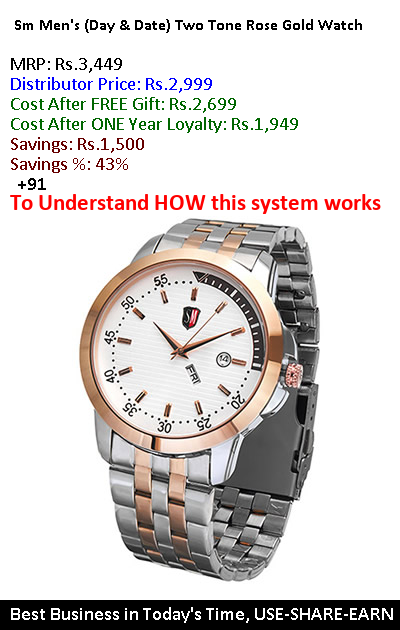 Sm Men's (Day & Date) Two Tone Rose Gold Watch
MRP: Rs.3,449
Distributor Price: Rs.2,999
Cost After FREE Gift: Rs.2,699
Cost After ONE Year Loyalty: Rs.1,949
Savings: Rs.1,500
Savings %: 43%
+91
To Understand HOW this system works
55
50
45
40
35
30
25
20
14
FRI
Best Business in Today's Time, USE-SHARE-EARN